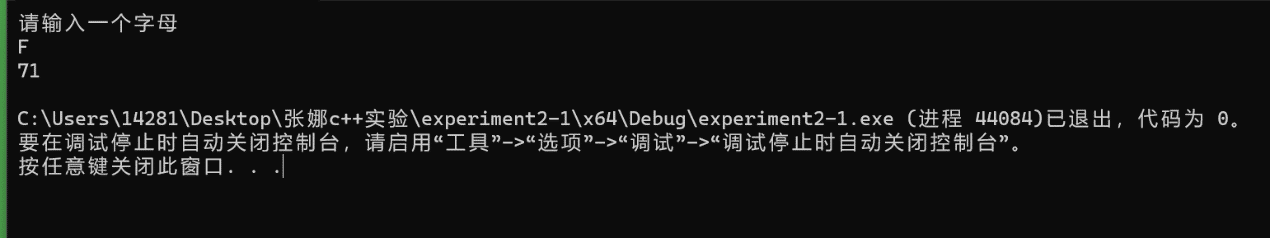 请输入一个字母
F
71
C:\Users\14281\Desktop\张娜c++实验\experiment2-1\x64\Debug\experiment2-1.exe (进程 44084)已退出，代码为 0。
要在调试停止时自动关闭控制台，请启用“工具”->“选项”->“调试”->“调试停止时自动关闭控制台”。
按任意键关闭此窗口. . .